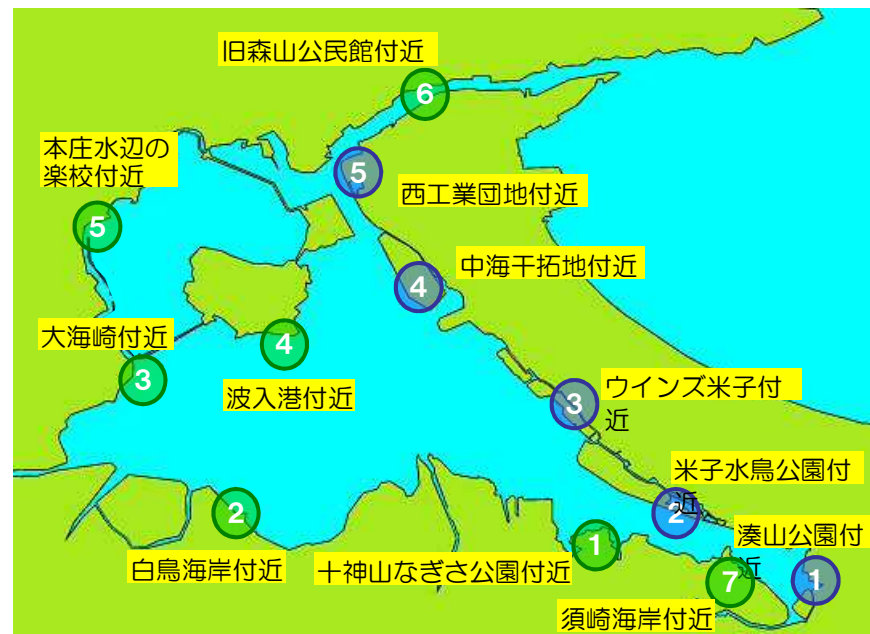 旧森山公民館付近
6
本庄水辺の
楽校付近
5
5
西工業団地付近
中海干拓地付近
4
大海崎付近
3
4
波入港付近
3
ウインズ米子付
近
米子水鳥公園付
近
2
2
白鳥海岸付近
十神山なぎさ公園付近
1
湊山公園付
近
7
1
須崎海岸付近